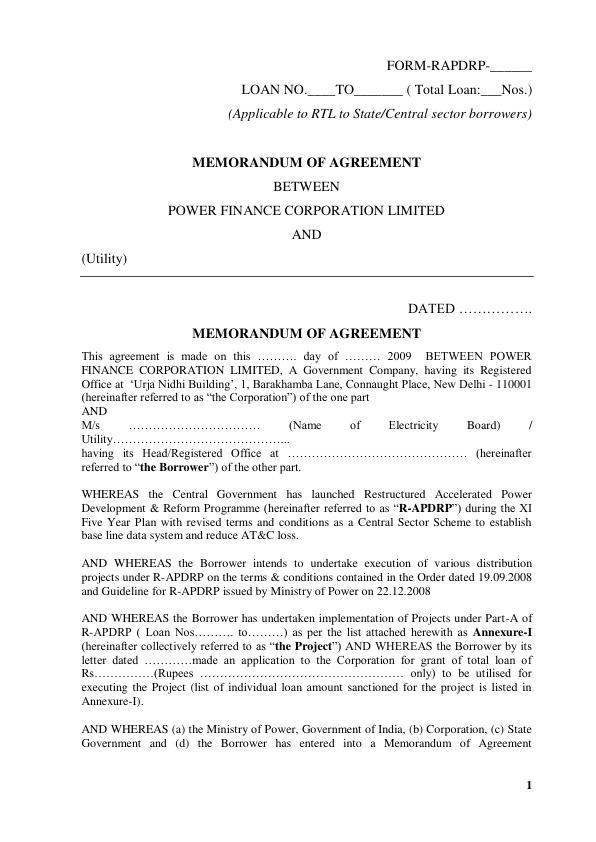 FORM-RAPDRP-______
LOAN NO.____TO_______ ( Total Loan:___Nos.)
(Applicable to RTL to State/Central sector borrowers)
MEMORANDUM OF AGREEMENT
BETWEEN
POWER FINANCE CORPORATION LIMITED
AND
(Utility)
DATED …………….
MEMORANDUM OF AGREEMENT
This agreement is made on this ………. day of ……… 2009 BETWEEN POWER
FINANCE CORPORATION LIMITED, A Government Company, having its Registered
Office at ‘Urja Nidhi Building’, 1, Barakhamba Lane, Connaught Place, New Delhi - 110001
(hereinafter referred to as “the Corporation”) of the one part
AND
M/s …………………………… (Name of Electricity Board) /
Utility……………………………………...
having its Head/Registered Office at ……………………………………… (hereinafter
referred to “the Borrower”) of the other part.
WHEREAS the Central Government has launched Restructured Accelerated Power
Development & Reform Programme (hereinafter referred to as “R-APDRP”) during the XI
Five Year Plan with revised terms and conditions as a Central Sector Scheme to establish
base line data system and reduce AT&C loss.
AND WHEREAS the Borrower intends to undertake execution of various distribution
projects under R-APDRP on the terms & conditions contained in the Order dated 19.09.2008
and Guideline for R-APDRP issued by Ministry of Power on 22.12.2008
AND WHEREAS the Borrower has undertaken implementation of Projects under Part-A of
R-APDRP ( Loan Nos………. to………) as per the list attached herewith as Annexure-I
(hereinafter collectively referred to as “the Project”) AND WHEREAS the Borrower by its
letter dated …………made an application to the Corporation for grant of total loan of
Rs……………(Rupees …………………………………………… only) to be utilised for
executing the Project (list of individual loan amount sanctioned for the project is listed in
Annexure-I).
AND WHEREAS (a) the Ministry of Power, Government of India, (b) Corporation, (c) State
Government and (d) the Borrower has entered into a Memorandum of Agreement
1